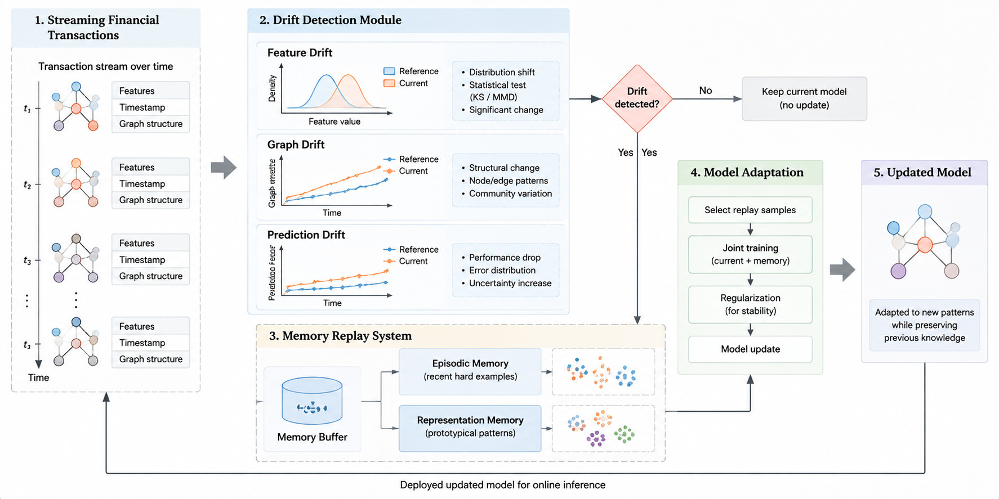 1. Streaming Financial
Transactions
Transaction stream over time
t₁
Features
Timestamp
Graph structure
t₂
Features
Timestamp
Graph structure
t₃
Features
Timestamp
Graph structure
⋮
⋮
t₃
Features
Timestamp
Graph structure
Time
2. Drift Detection Module
Feature Drift
Density
Feature value
Reference
Current
• Distribution shift
• Statistical test
(KS / MMD)
• Significant change
Graph Drift
Graph
Time
Reference
Current
• Structural change
• Node/edge patterns
• Community variation
Prediction Drift
Time
Reference
Current
• Performance drop
• Error distribution
• Uncertainty increase
Drift
detected?
No
Keep current model
(no update)
Yes
Yes
3. Memory Replay System
Memory Buffer
Episodic Memory
(recent hard examples)
Representation Memory
(prototypical patterns)
4. Model Adaptation
Select replay samples
Joint training
(current + memory)
Regularization
(for stability)
Model update
5. Updated Model
Adapted to new patterns
while preserving
previous knowledge
Deployed updated model for online inference